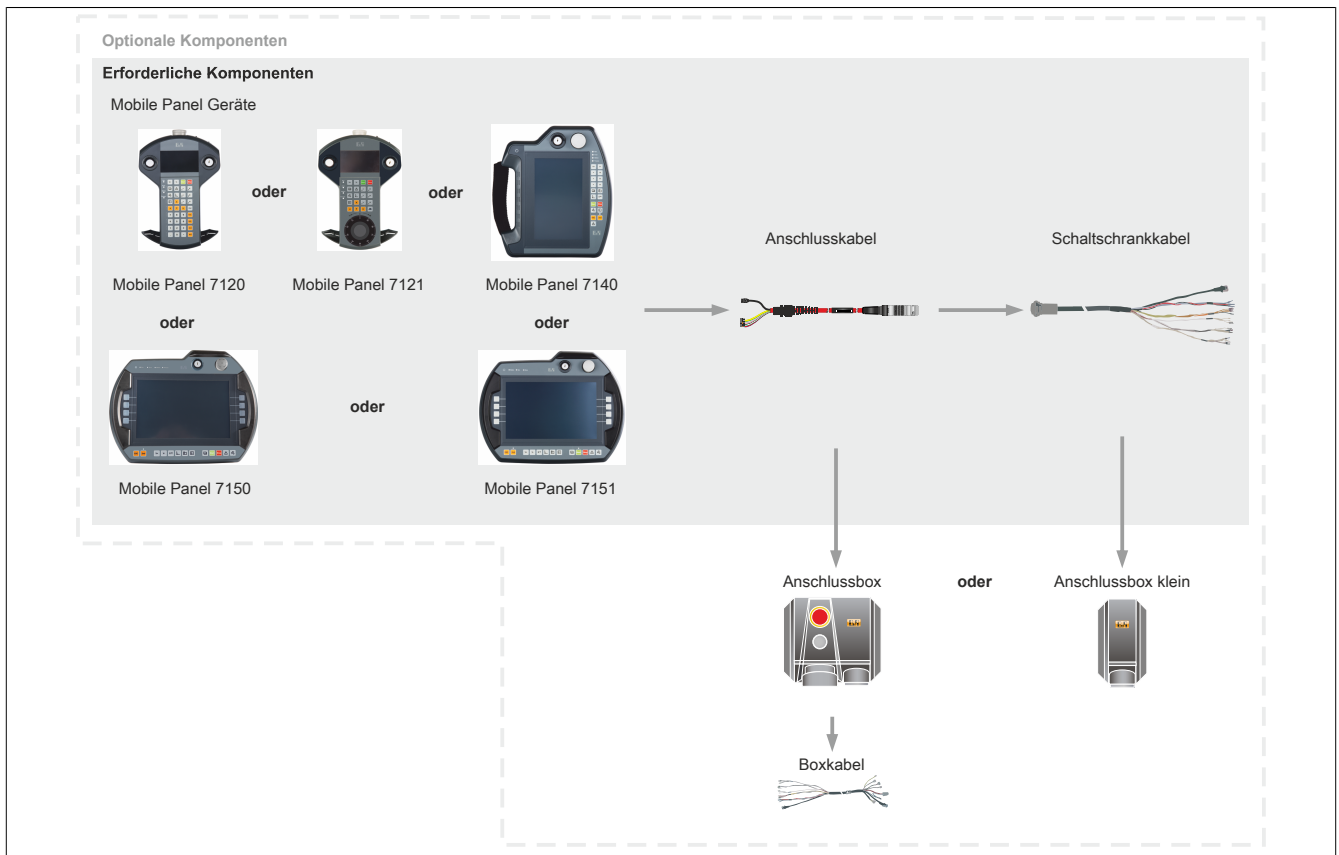 Optionale Komponenten
Erforderliche Komponenten
Mobile Panel Geräte
oder
oder
Anschlusskabel
Schaltschrankkabel
Mobile Panel 7120
Mobile Panel 7121
Mobile Panel 7140
oder
oder
oder
Mobile Panel 7150
Mobile Panel 7151
Anschlussbox
oder
Anschlussbox klein
Boxkabel